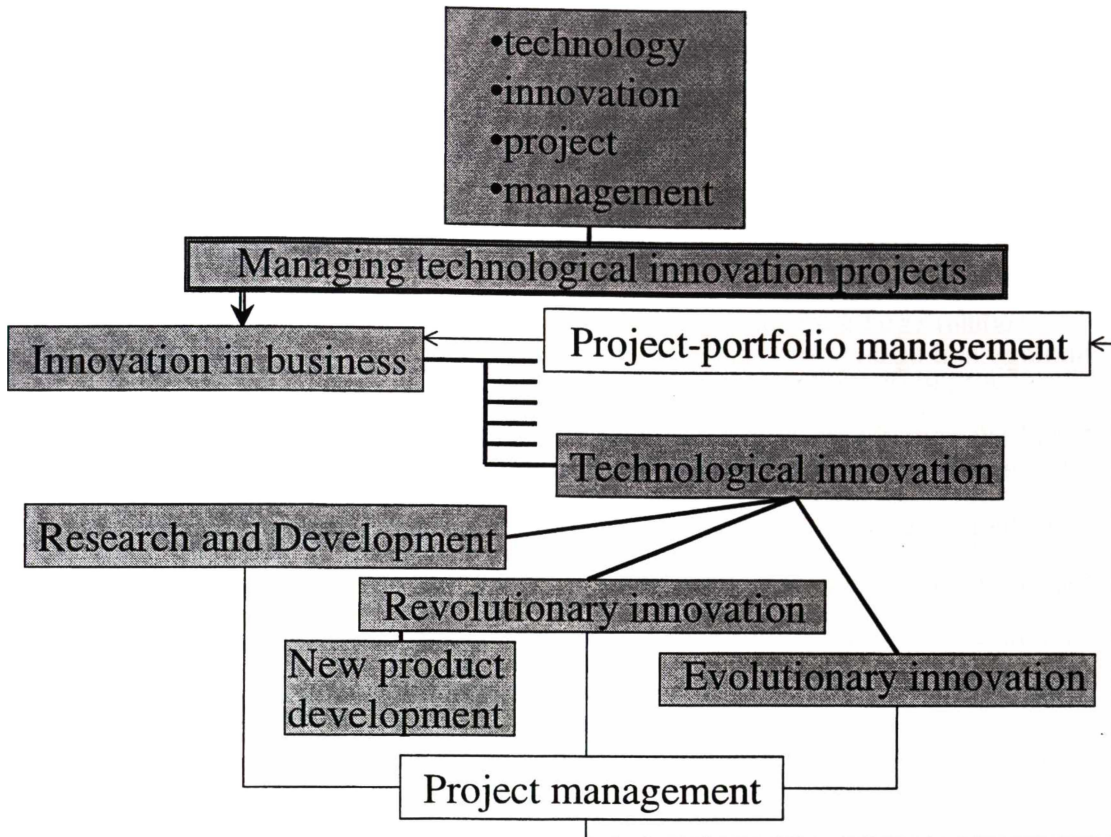 •technology
•innovation
•project
•management
Managing technological innovation projects
Project-portfolio management
Innovation in business
Technological innovation
Research and Development
Revolutionary innovation
New product
development
Evolutionary innovation
Project management